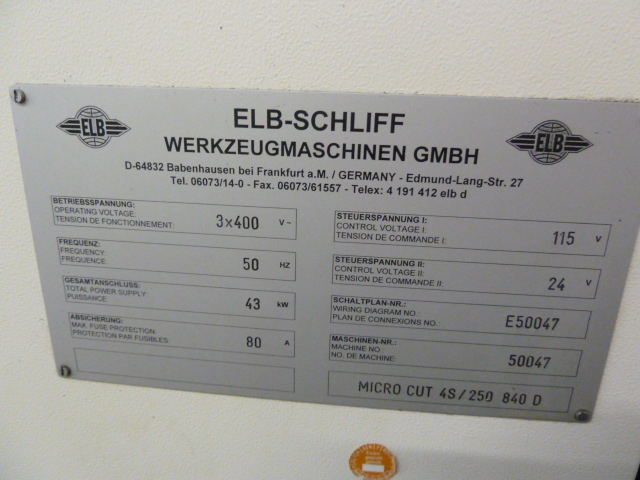 ELB
ELB
ELB-SCHLIFF
WERKZEUGMASCHINEN GMBH
D-64832 Babenhausen bei Frankfurt a.M. / GERMANY - Edmund-Lang-Str. 27
Tel. 06073/14-0 - Fax. 06073/61557 - Telex: 4 191 412 elb d
BETRIEBSSPANNUNG:
OPERATING VOLTAGE:
TENSION DE FONCTIONNEMENT:
3×400 V~
FREQUENZ:
FREQUENCY:
FREQUENCE:
50 HZ
GESAMTANSCHLUSS:
TOTAL POWER SUPPLY:
PUISSANCE:
43 kW
ABSICHERUNG:
MAX. FUSE PROTECTION:
PROTECTION PAR FUSIBLES:
80 A
STEUERSPANNUNG I:
CONTROL VOLTAGE I:
TENSION DE COMMANDE I:
115 V
STEUERSPANNUNG II:
CONTROL VOLTAGE II:
TENSION DE COMMANDE II:
24 V
SCHALTPLAN-NR.:
WIRING DIAGRAM NO.:
PLAN DE CONNEXIONS NO.:
E50047
MASCHINEN-NR.:
MACHINE NO.:
NO. DE MACHINE:
50047
MICRO CUT 4S/250 840 D